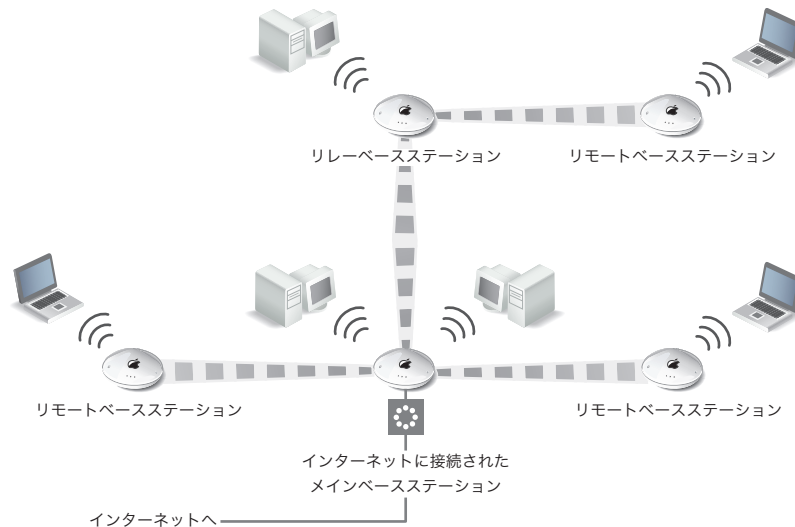 リレーベースステーション
リモートベースステーション
リモートベースステーション
リモートベースステーション
インターネットに接続された
メインベースステーション
インターネットへ